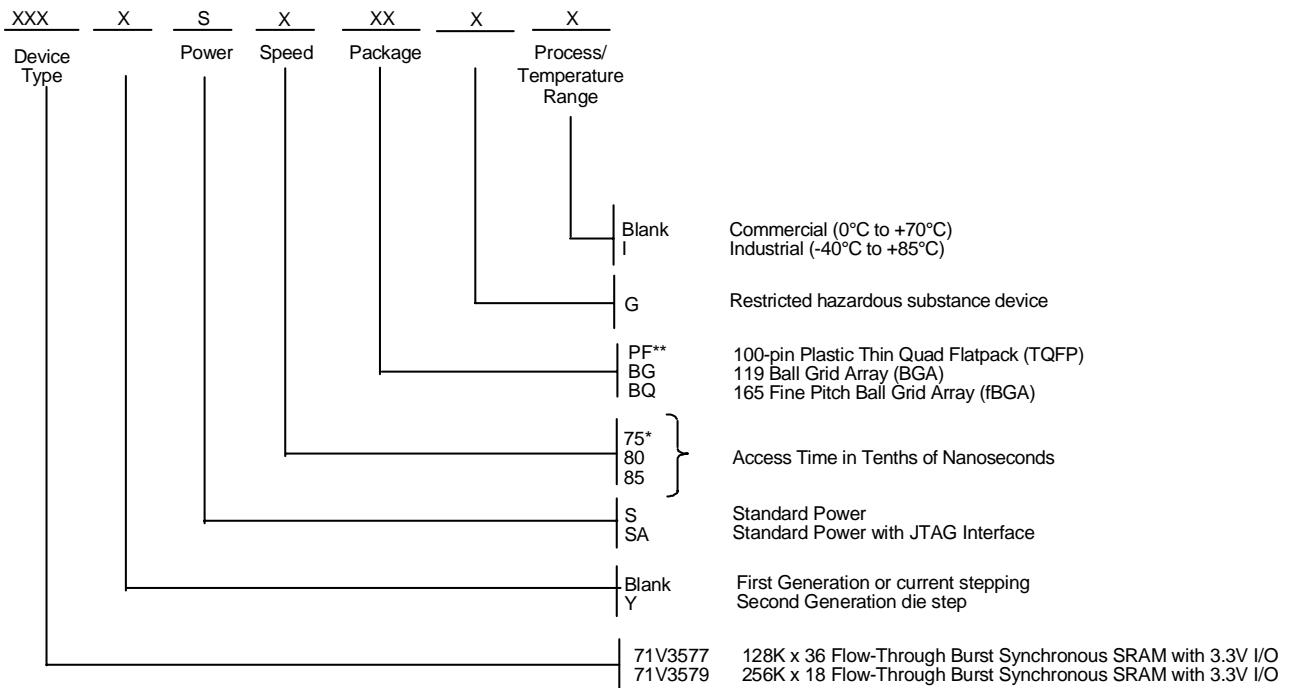 XXX X S X XX X X
Device Type Power Speed Package Process/ Temperature Range
Blank Commercial (0°C to +70°C)
I Industrial (-40°C to +85°C)
G Restricted hazardous substance device
PF** 100-pin Plastic Thin Quad Flatpack (TQFP)
BG 119 Ball Grid Array (BGA)
BQ 165 Fine Pitch Ball Grid Array (fBGA)
75*
80 Access Time in Tenths of Nanoseconds
85
S Standard Power
SA Standard Power with JTAG Interface
Blank First Generation or current stepping
Y Second Generation die step
71V3577 128K x 36 Flow-Through Burst Synchronous SRAM with 3.3V I/O
71V3579 256K x 18 Flow-Through Burst Synchronous SRAM with 3.3V I/O